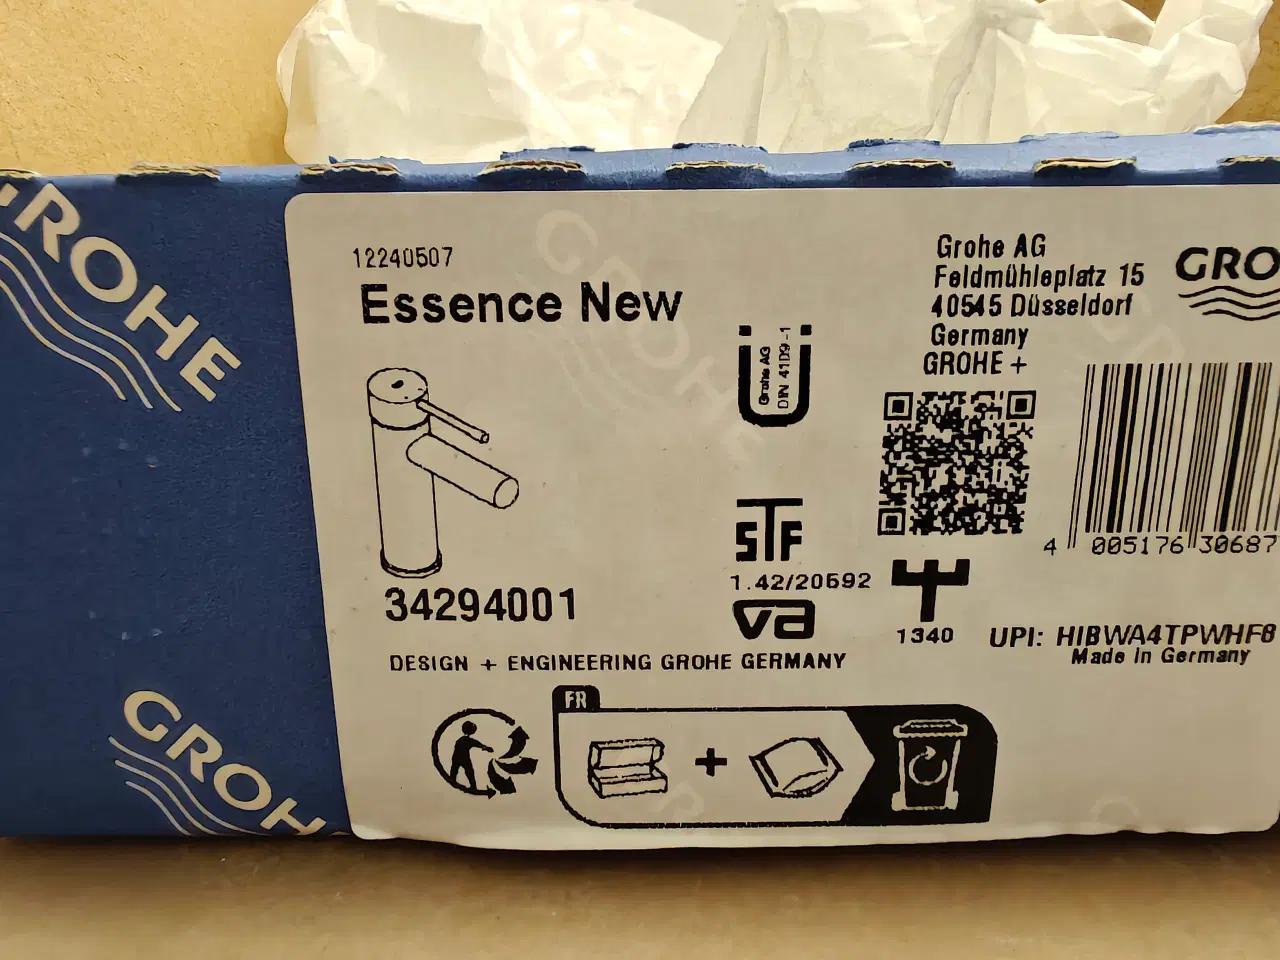 GROHE
12240507
Essence New
Grohe AG
DIN 4109-1
Grohe AG
Feldmühleplatz 15
40545 Düsseldorf
Germany
GROHE +
GRO
STF
1.42/20592
va
1340
4 005176 30687
UPI: HIBWA4TPWHF8
Made in Germany
34294001
DESIGN + ENGINEERING GROHE GERMANY
FR
GROH